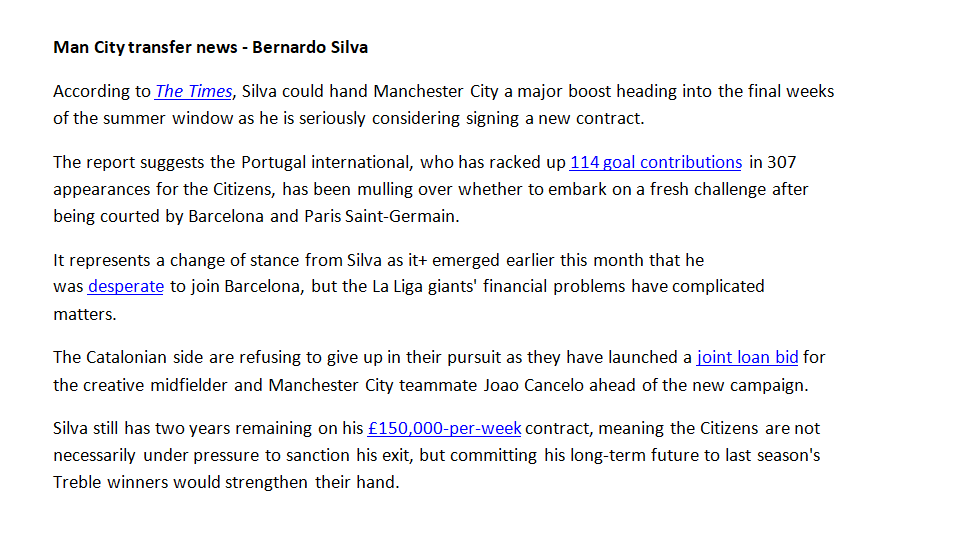 Man City transfer news - Bernardo Silva
According to The Times, Silva could hand Manchester City a major boost heading into the final weeks
of the summer window as he is seriously considering signing a new contract.
The report suggests the Portugal international, who has racked up 114 goal contributions in 307
appearances for the Citizens, has been mulling over whether to embark on a fresh challenge after
being courted by Barcelona and Paris Saint-Germain.
It represents a change of stance from Silva as it+ emerged earlier this month that he
was desperate to join Barcelona, but the La Liga giants' financial problems have complicated
matters.
The Catalonian side are refusing to give up in their pursuit as they have launched a joint loan bid for
the creative midfielder and Manchester City teammate Joao Cancelo ahead of the new campaign.
Silva still has two years remaining on his £150,000-per-week contract, meaning the Citizens are not
necessarily under pressure to sanction his exit, but committing his long-term future to last season's
Treble winners would strengthen their hand.